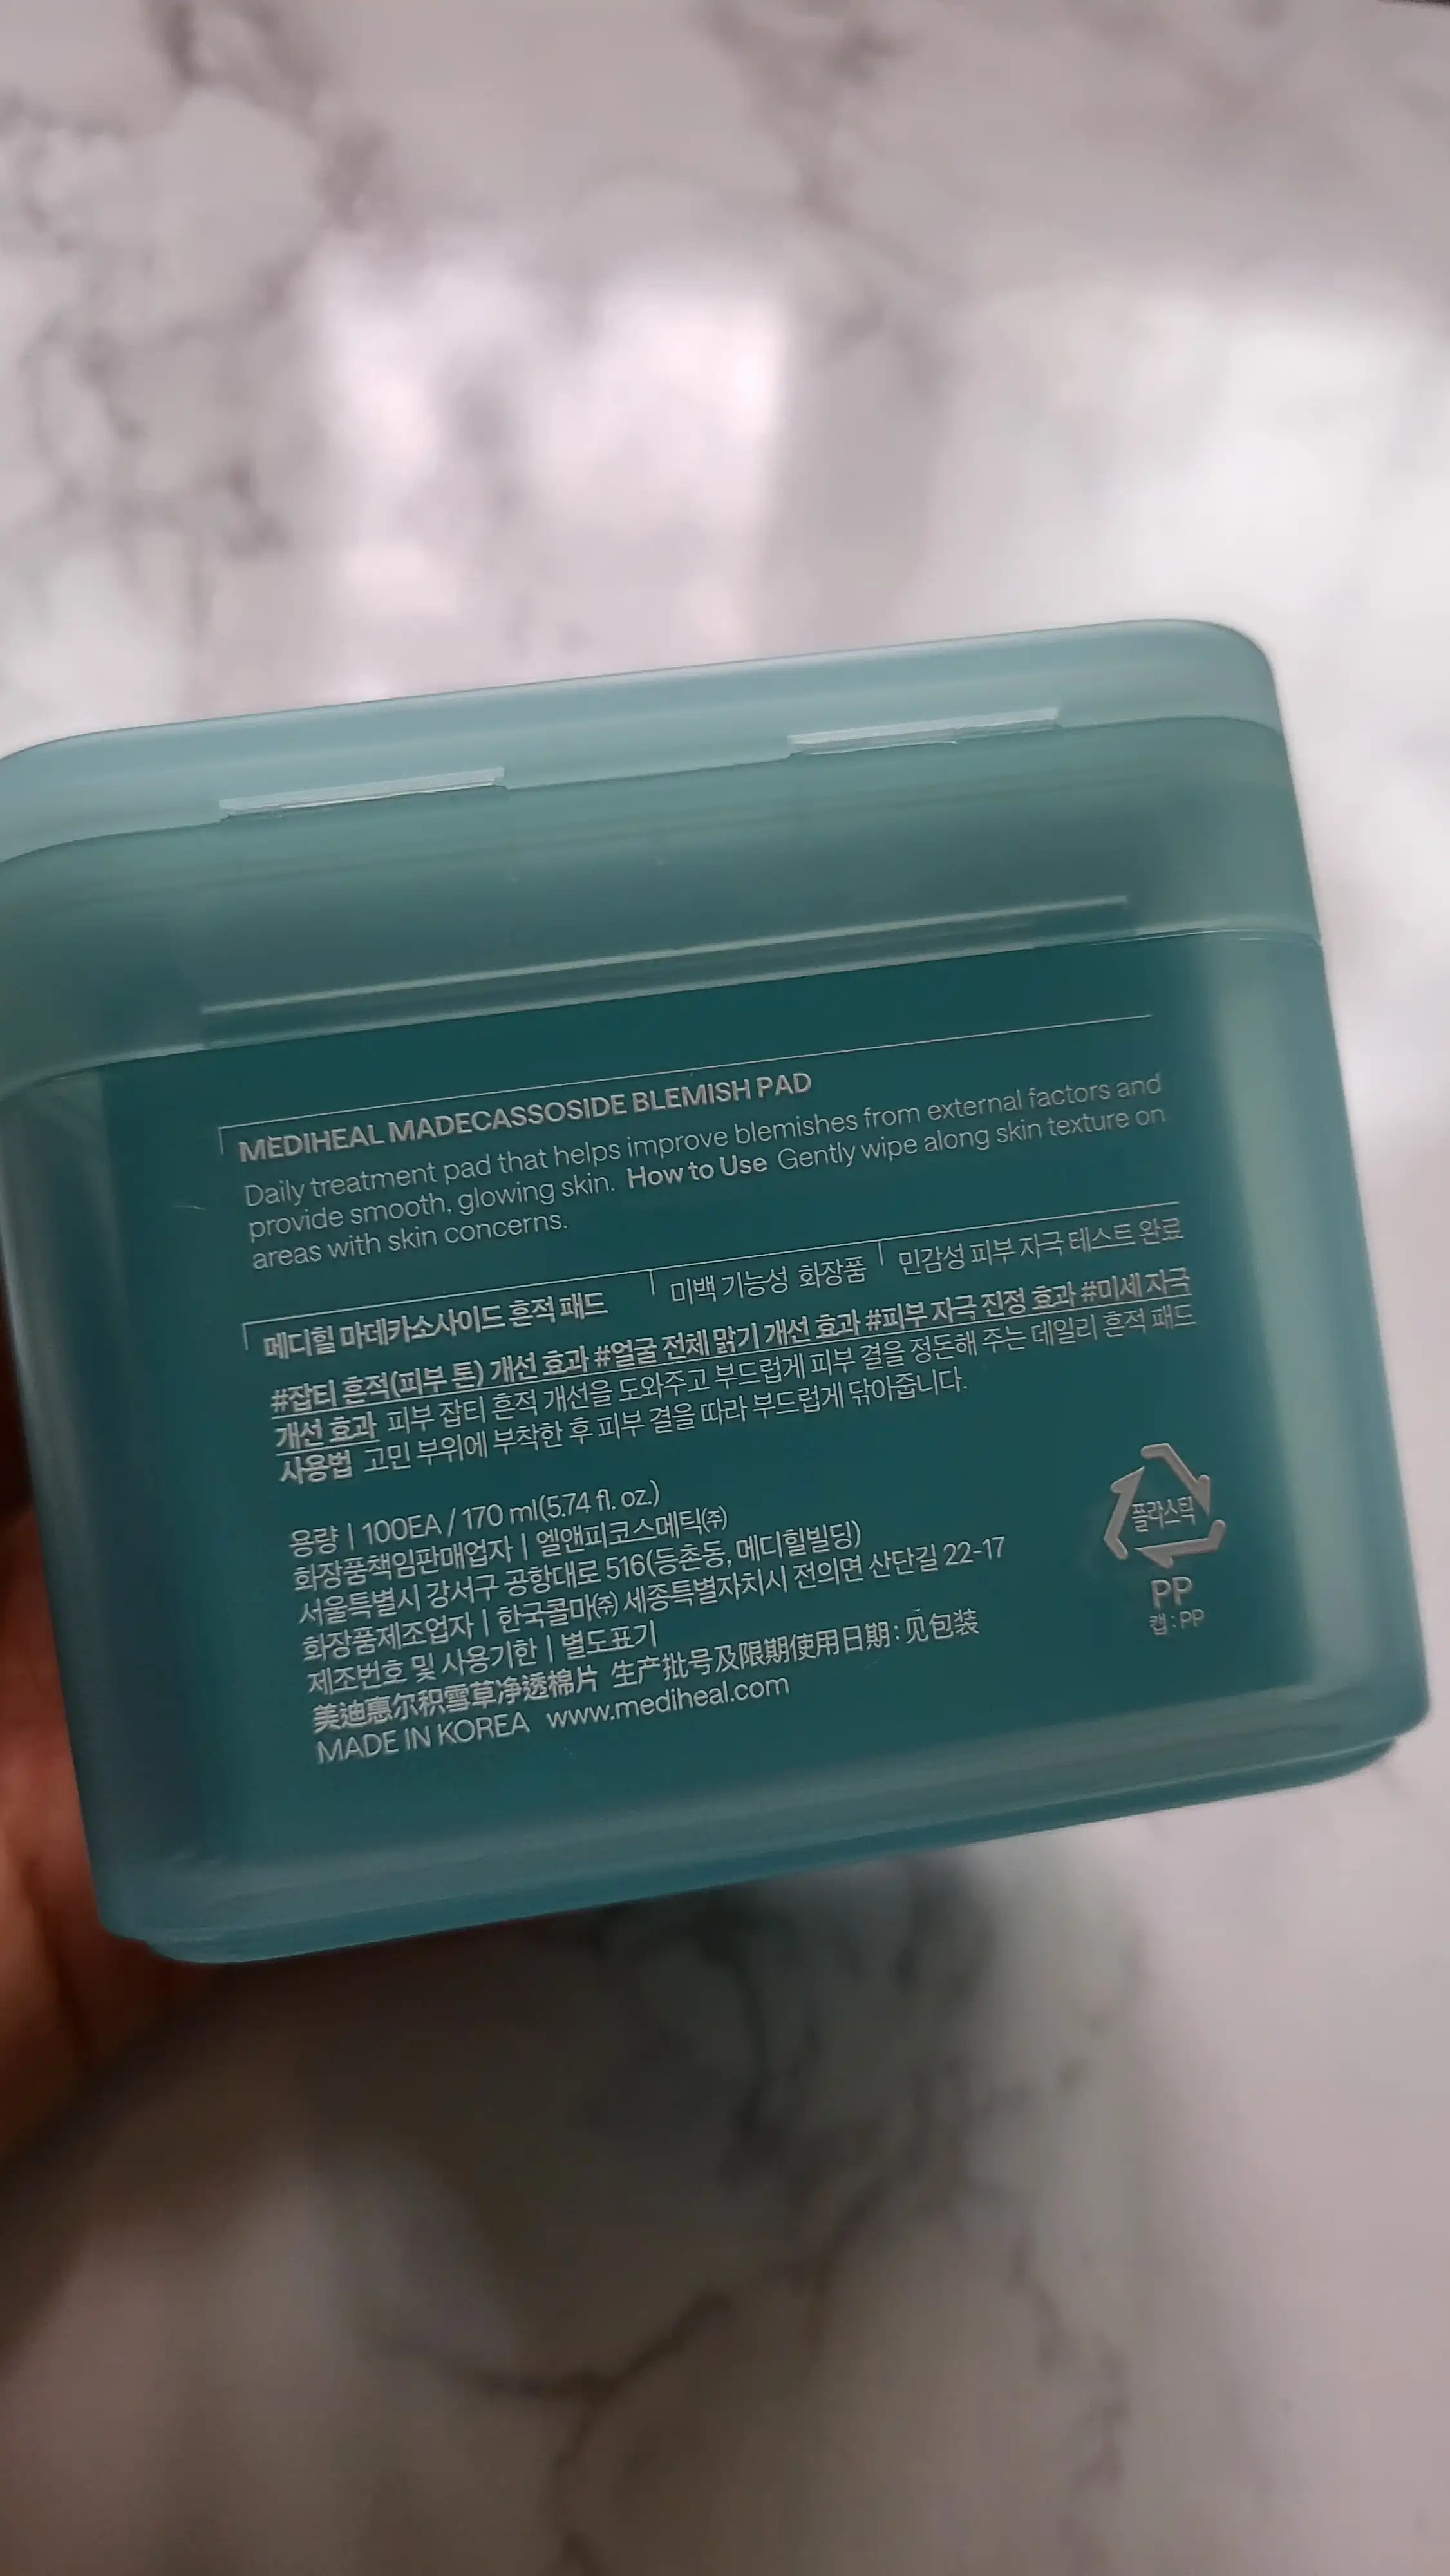 MEDIHEAL MADECASSOSIDE BLEMISH PAD
Daily treatment pad that helps improve blemishes from external factors and
provide smooth, glowing skin. How to Use Gently wipe along skin texture on
areas with skin concerns.
메디힐 마데카소사이드 흔적 패드 미백 기능성 화장품 민감성 피부 자극 테스트 완료
#잡티 흔적(피부 톤) 개선 효과 #얼굴 전체 맑기 개선 효과 #피부 자극 진정 효과 #미세 자극
개선 효과 피부 잡티 흔적 개선을 도와주고 부드럽게 피부 결을 정돈해 주는 데일리 흔적 패드
사용법 고민 부위에 부착한 후 피부 결을 따라 부드럽게 닦아줍니다.
용량 | 100EA / 170 ml(5.74 fl. oz.)
화장품책임판매업자 | 엘앤피코스메틱㈜
서울특별시 강서구 공항대로 516(등촌동, 메디힐빌딩)
화장품제조업자 | 한국콜마㈜ 세종특별자치시 전의면 산단길 22-17
제조번호 및 사용기한 | 별도표기
美迪惠尔积雪草净透棉片 生产批号及限期使用日期: 见包装
MADE IN KOREA www.mediheal.com
플라스틱
PP
캡:PP